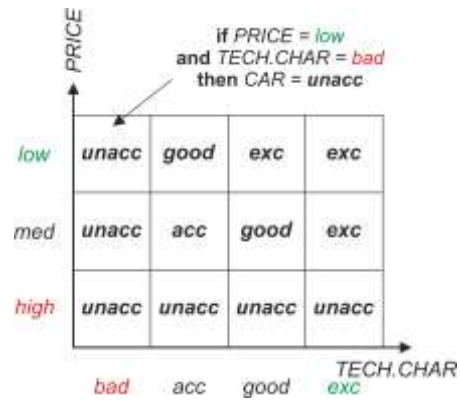 PRICE
if PRICE = low
and TECH.CHAR = bad
then CAR = unacc
low unacc good exc exc
med unacc acc good exc
high unacc unacc unacc unacc
TECH.CHAR
bad acc good exc